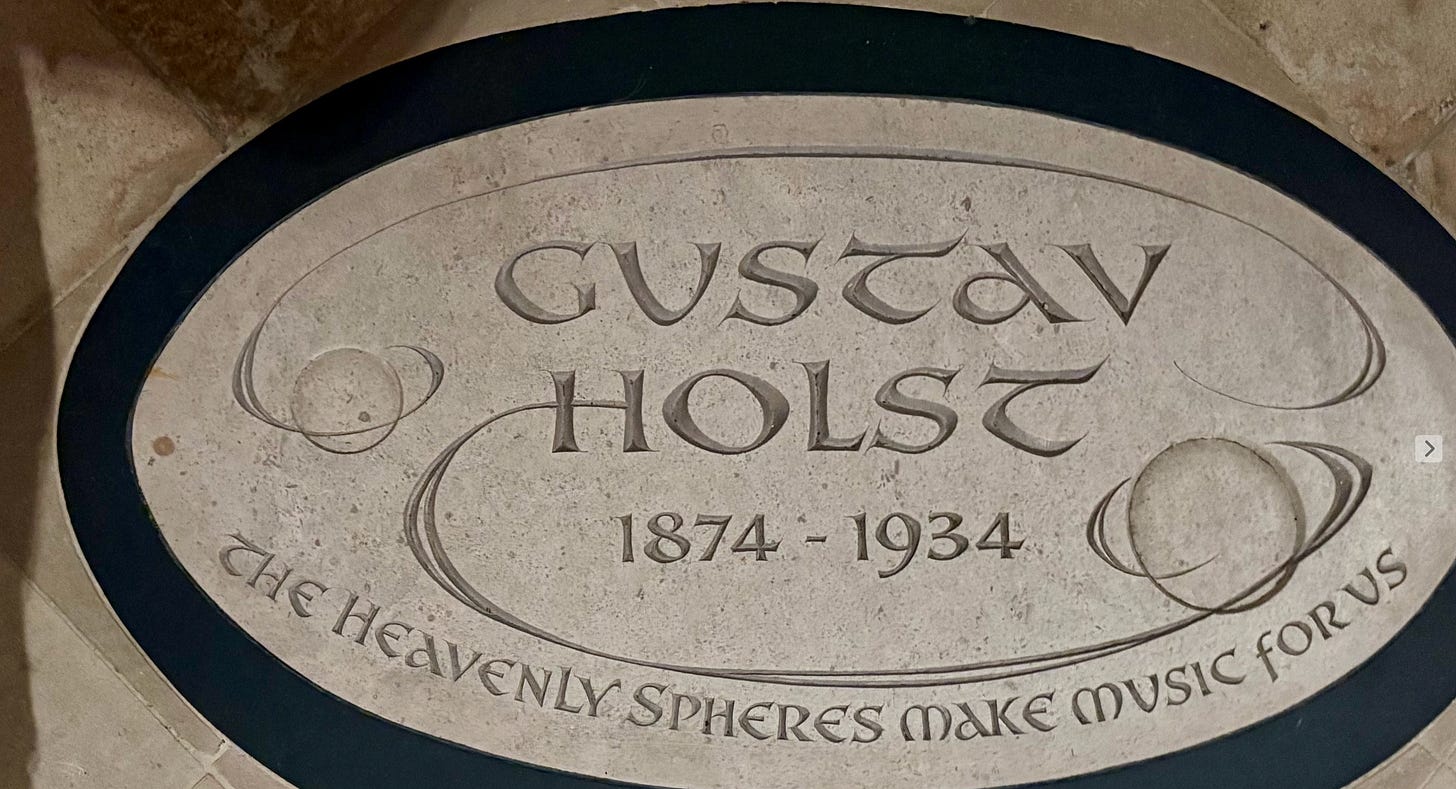 GUSTAV
HOLST
1874 - 1934
THE HEAVENLY SPHERES MAKE MUSIC FOR US